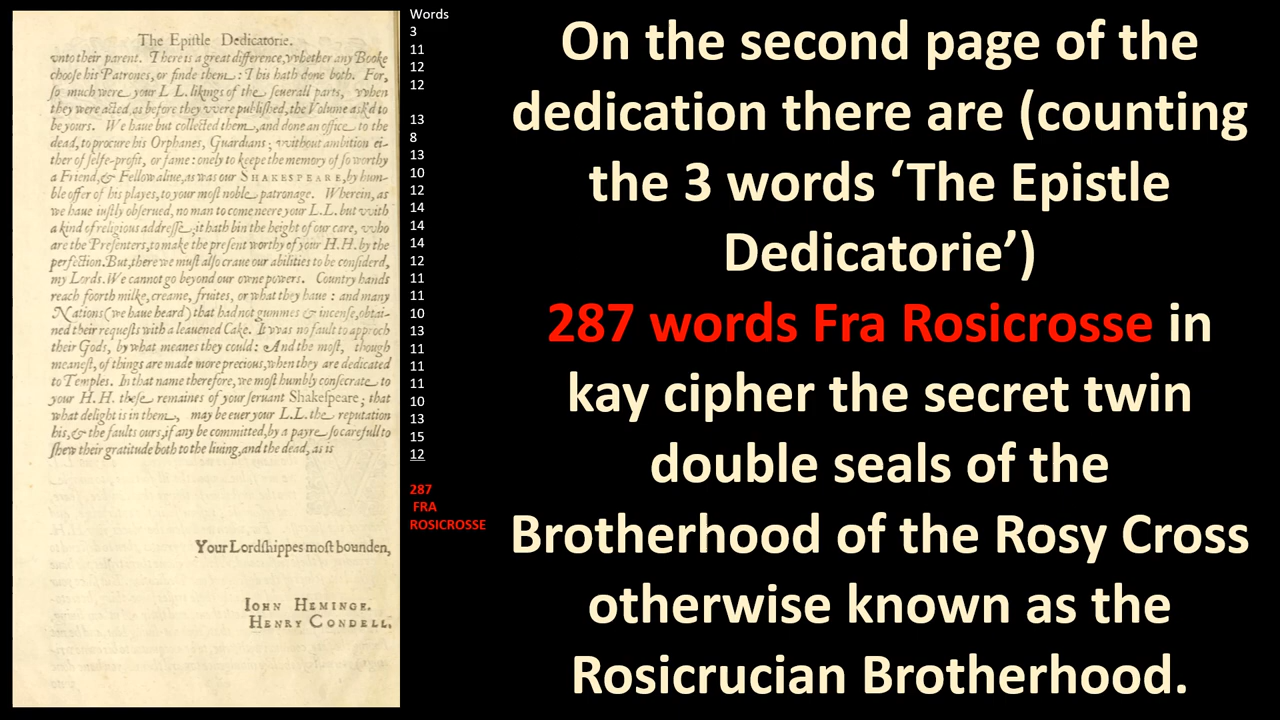 The Epistle Dedicatorie.
vnto their parent. There is a great difference, vvhether any Booke
choose his Patrones, or finde them: This hath done both. For,
so much were your L L. likings of the seuerall parts, vvhen
they were acted, as before they vvere published, the Volume ask'd to
be yours. We haue but collected them, and done an office to the
dead, to procure his Orphanes, Guardians; vvithout ambition ei-
ther of selfe-profit, or fame: onely to keepe the memory of so worthy
a Friend, & Fellow aliue, as was our SHAKESPEARE, by hum-
ble offer of his playes, to your most noble patronage. Wherein, as
we haue iustly obserued, no man to come neere your L.L. but vvith
a kind of religious addresse; it hath bin the height of our care, vvho
are the Presenters, to make the present worthy of your H.H. by the
perfection. But, there we must also craue our abilities to be considerd,
my Lords. We cannot go beyond our owne powers. Country hands
reach foorth milke, creame, fruites, or what they haue: and many
Nations (we haue heard) that had not gummes & incense, obtai-
ned their requests with a leauened Cake. It vvas no fault to approch
their Gods, by what meanes they could: And the most, though
meanest, of things are made more precious, when they are dedicated
to Temples. In that name therefore, we most humbly consecrate to
your H. H. these remaines of your seruant Shakespeare; that
what delight is in them, may be euer your L.L. the reputation
his, & the faults ours, if any be committed, by a payre so carefull to
shew their gratitude both to the liuing, and the dead, as is
Your Lordshippes most bounden,
IOHN HEMINGE.
HENRY CONDELL.
Words
3
11
12
12
13
8
13
10
12
14
14
14
12
11
11
10
13
11
11
11
10
13
15
12
287
FRA
ROSICROSSE
On the second page of the
dedication there are (counting
the 3 words ‘The Epistle
Dedicatorie’)
287 words Fra Rosicrosse in
kay cipher the secret twin
double seals of the
Brotherhood of the Rosy Cross
otherwise known as the
Rosicrucian Brotherhood.